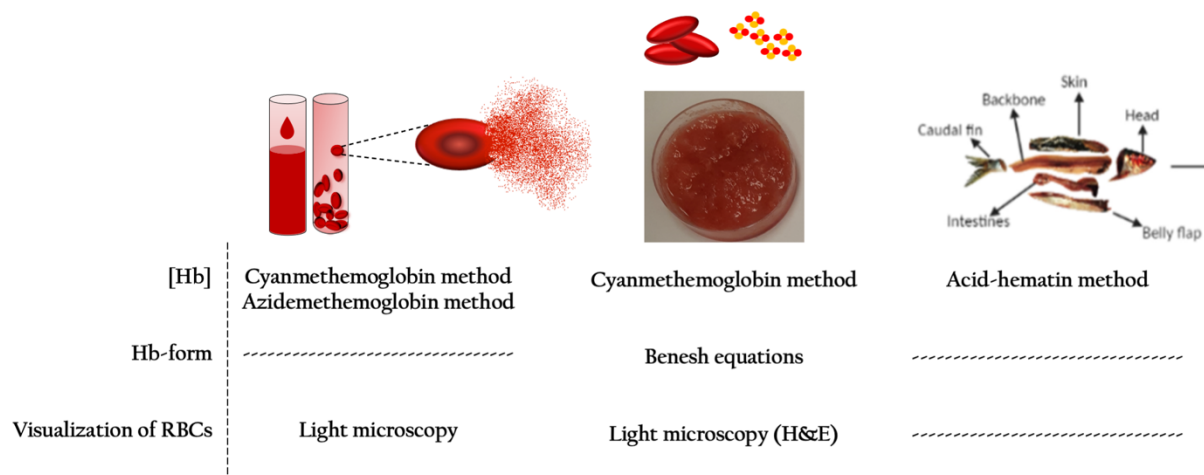 Skin
Backbone
Head
Caudal fin
Intestines
Belly flap
[Hb]
Cyanmethemoglobin method
Azidemethemoglobin method
Cyanmethemoglobin method
Acid-hematin method
Hb-form
Benesh equations
Visualization of RBCs
Light microscopy
Light microscopy (H&E)